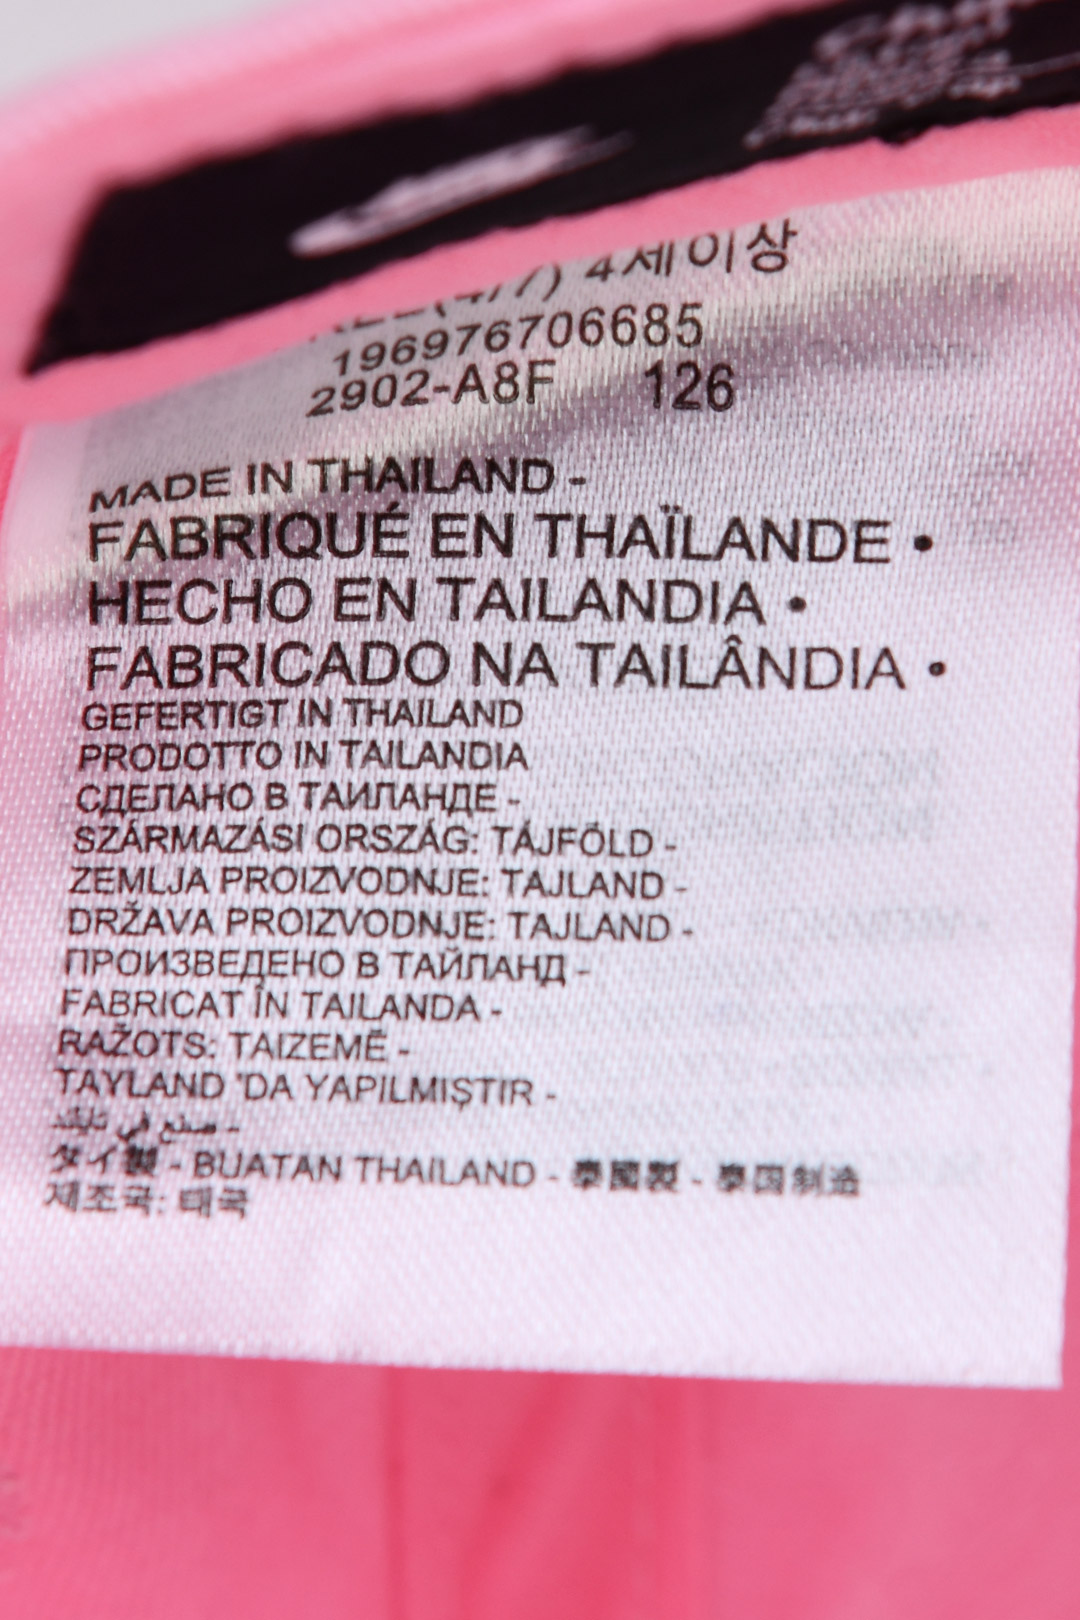 (4/7) 4세이상
196976706685
2902-A8F 126
MADE IN THAILAND -
FABRIQUÉ EN THAÏLANDE •
HECHO EN TAILANDIA •
FABRICADO NA TAILÂNDIA •
GEFERTIGT IN THAILAND
PRODOTTO IN TAILANDIA
СДЕЛАНО В ТАИЛАНДЕ -
SZÁRMAZÁSI ORSZÁG: TÁJFÖLD -
ZEMLJA PROIZVODNJE: TAJLAND -
DRŽAVA PROIZVODNJE: TAJLAND -
ПРОИЗВЕДЕНО В ТАЙЛАНД -
FABRICAT ÎN TAILANDA -
RAŽOTS: TAIZEMĒ -
TAYLAND 'DA YAPILMIŞTIR -
صنع في تايلند -
タイ製 - BUATAN THAILAND - 泰國製 - 泰国制造
제조국: 태국